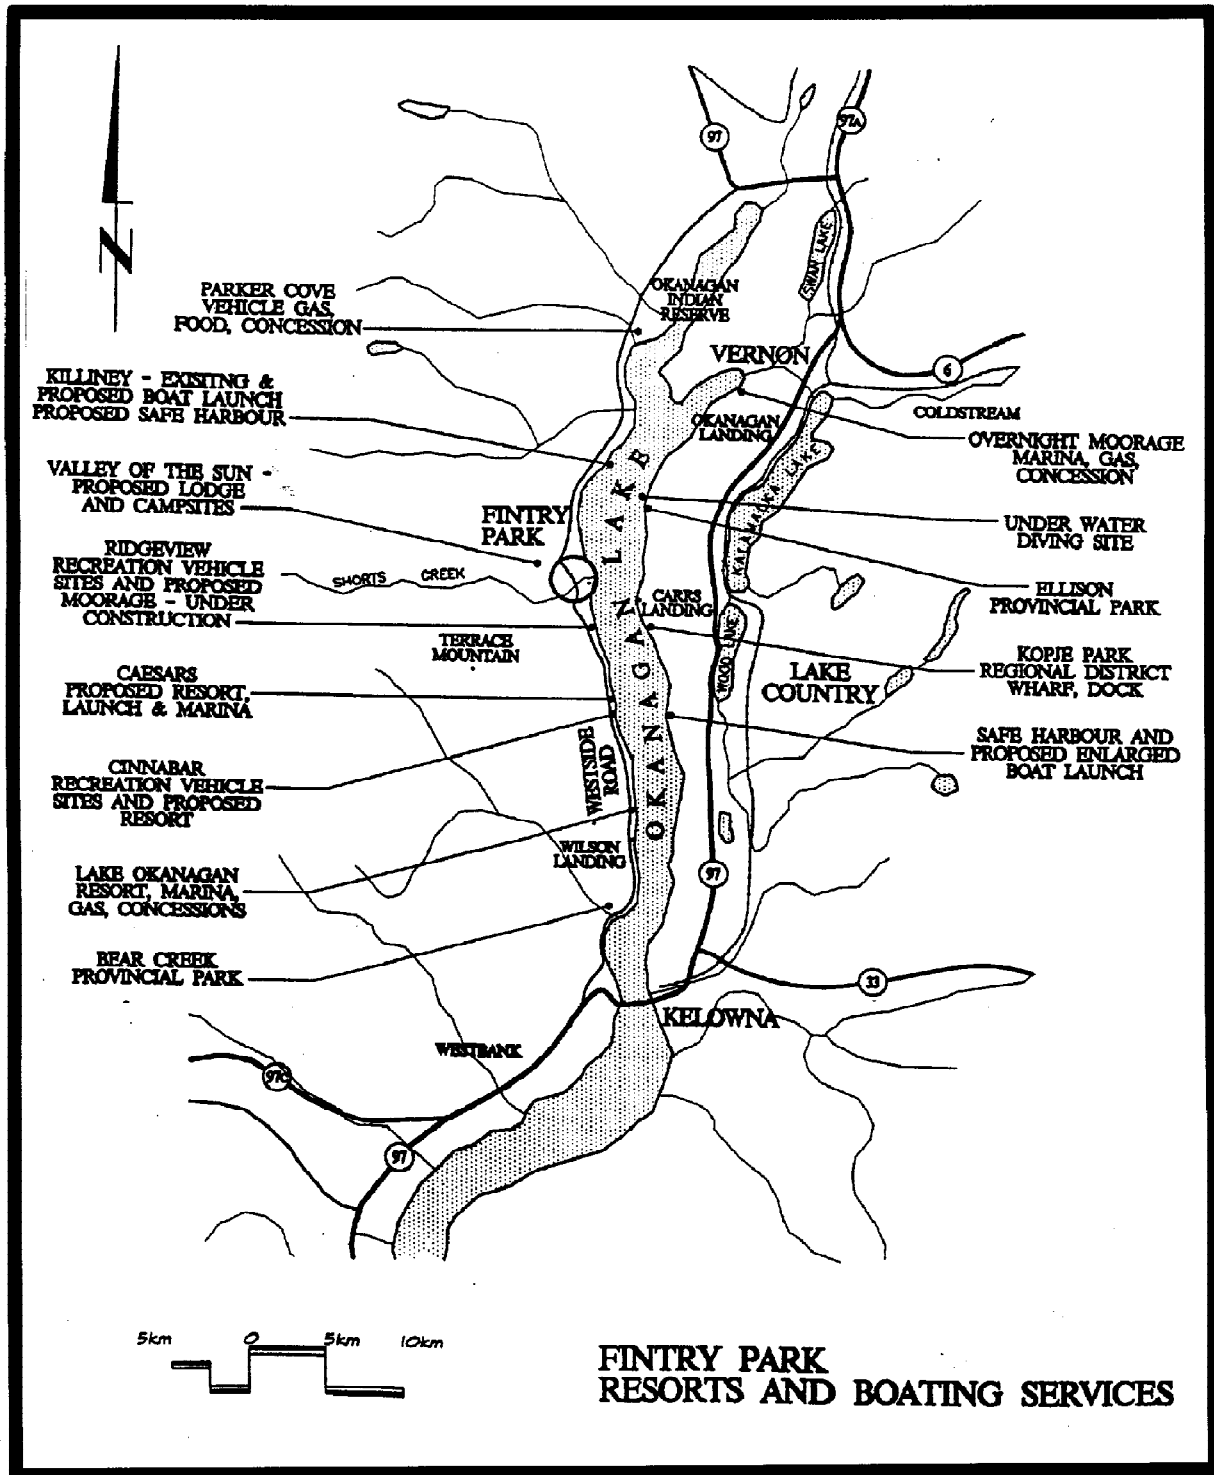 97
97A
N
SWAN LAKE
OKANAGAN
INDIAN
RESERVE
PARKER COVE
VEHICLE GAS,
FOOD, CONCESSION
VERNON
6
KILLINEY - EXISITNG &
PROPOSED BOAT LAUNCH
PROPOSED SAFE HARBOUR
COLDSTREAM
OKANAGAN
LANDING
OVERNIGHT MOORAGE
MARINA, GAS,
CONCESSION
VALLEY OF THE SUN -
PROPOSED LODGE
AND CAMPSITES
KALAMALKA LAKE
FINTRY
PARK
UNDER WATER
DIVING SITE
RIDGEVIEW
RECREATION VEHICLE
SITES AND PROPOSED
MOORAGE - UNDER
CONSTRUCTION
SHORTS CREEK
ELLISON
PROVINCIAL PARK
CARRS
LANDING
TERRACE
MOUNTAIN
WOOD LAKE
KOPJE PARK
REGIONAL DISTRICT
WHARF, DOCK
LAKE
COUNTRY
CAESARS
PROPOSED RESORT,
LAUNCH & MARINA
OKANAGAN LAKE
SAFE HARBOUR AND
PROPOSED ENLARGED
BOAT LAUNCH
WESTSIDE
ROAD
CINNABAR
RECREATION VEHICLE
SITES AND PROPOSED
RESORT
WILSON
LANDING
LAKE OKANAGAN
RESORT, MARINA,
GAS, CONCESSIONS
97
BEAR CREEK
PROVINCIAL PARK
33
KELOWNA
WESTBANK
97C
97
5km 0 5km 10km
FINTRY PARK
RESORTS AND BOATING SERVICES